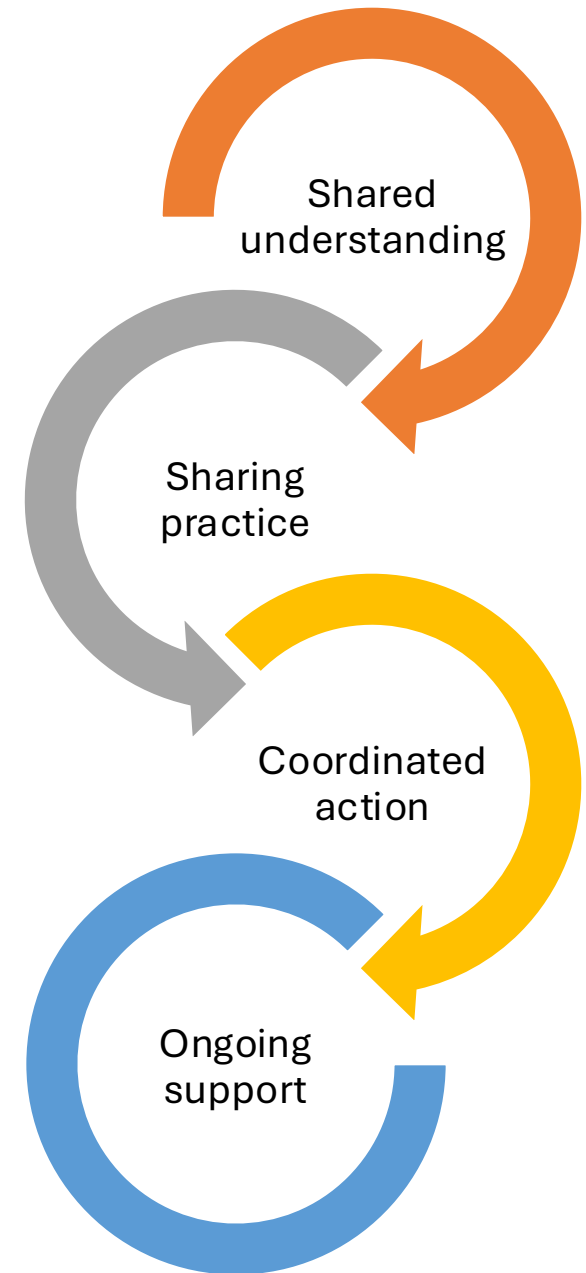 Shared
understanding
Sharing
practice
Coordinated
action
Ongoing
support